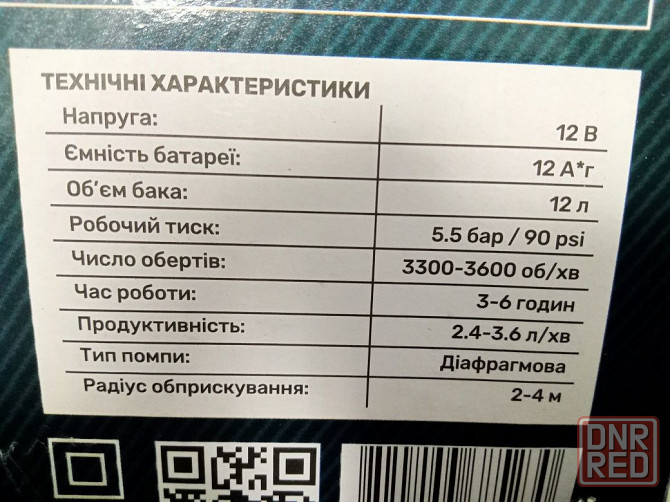 ТЕХНІЧНІ ХАРАКТЕРИСТИКИ
Напруга: 12 В
Ємність батареї: 12 А*г
Об’єм бака: 12 л
Робочий тиск: 5.5 бар / 90 psi
Число обертів: 3300-3600 об/хв
Час роботи: 3-6 годин
Продуктивність: 2.4-3.6 л/хв
Тип помпи: Діафрагмова
Радіус обприскування: 2-4 м
DNR
RED